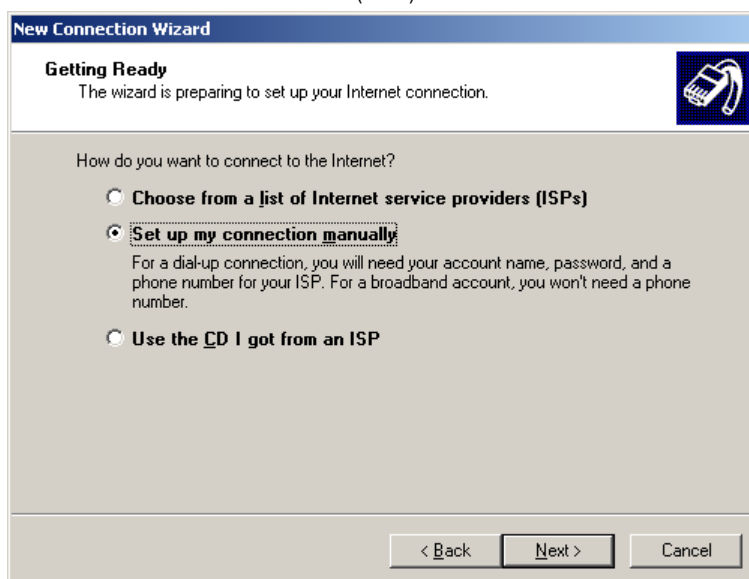 New Connection Wizard
Getting Ready
The wizard is preparing to set up your Internet connection.
How do you want to connect to the Internet?
Choose from a list of Internet service providers (ISPs)
Set up my connection manually
For a dial-up connection, you will need your account name, password, and a
phone number for your ISP. For a broadband account, you won't need a phone
number.
Use the CD I got from an ISP
< Back Next > Cancel